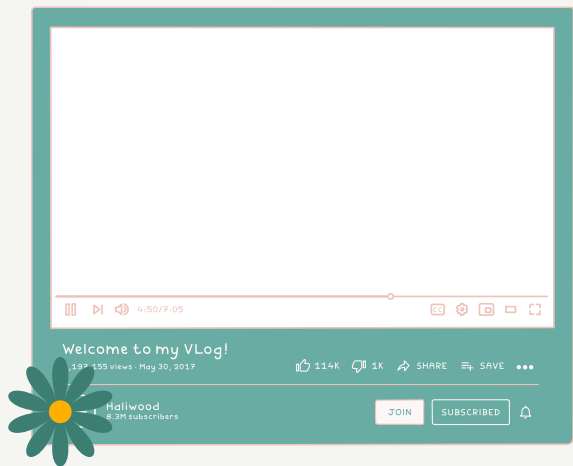 4:50/7:05
CC
Welcome to my VLog!
views · May 30, 2017
114K 1K SHARE SAVE
Haliwood
8.3M subscribers
JOIN SUBSCRIBED